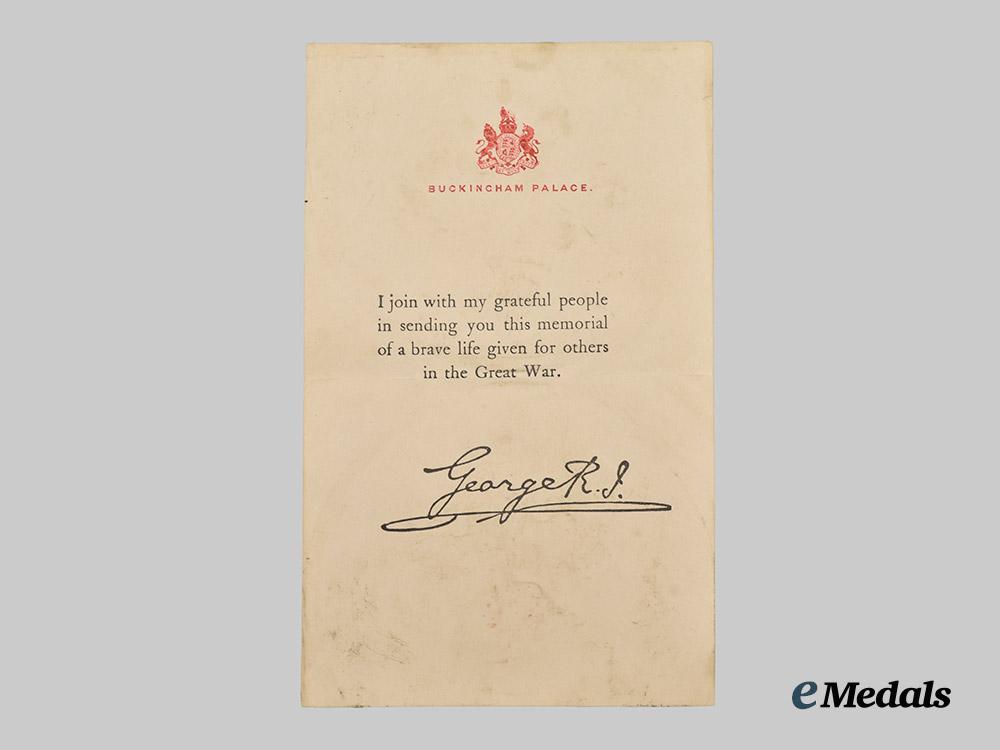 BUCKINGHAM PALACE.
I join with my grateful people
in sending you this memorial
of a brave life given for others
in the Great War.
George R.I.
eMedals